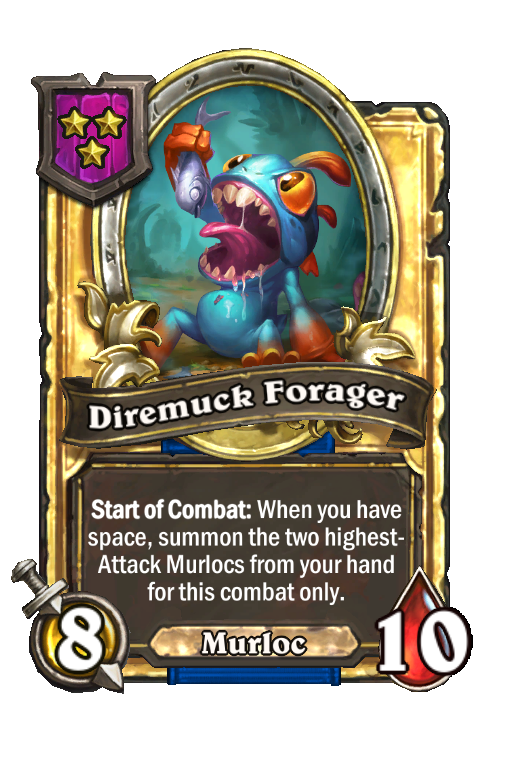 Diremuck Forager
Start of Combat: When you have
space, summon the two highest-
Attack Murlocs from your hand
for this combat only.
8
Murloc
10